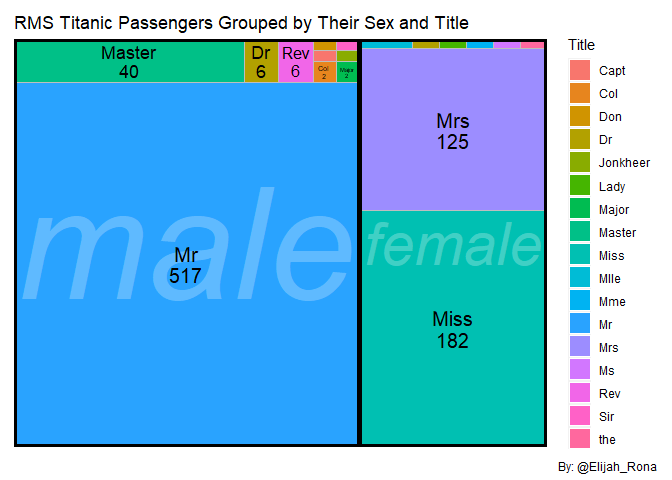 RMS Titanic Passengers Grouped by Their Sex and Title
Master
40
Dr
6
Rev
6
Col
2
Major
2
Mr
517
male
Mrs
125
female
Miss
182
Title
Capt
Col
Don
Dr
Jonkheer
Lady
Major
Master
Miss
Mlle
Mme
Mr
Mrs
Ms
Rev
Sir
the
By: @Elijah_Rona